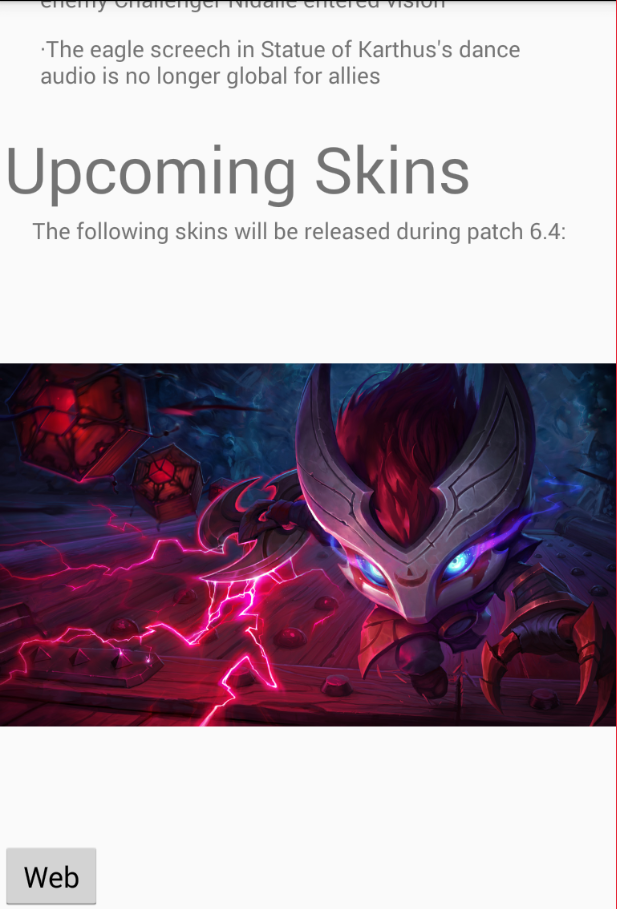 enemy Challenger Nidalie entered vision
·The eagle screech in Statue of Karthus's dance
audio is no longer global for allies
Upcoming Skins
The following skins will be released during patch 6.4:
Web